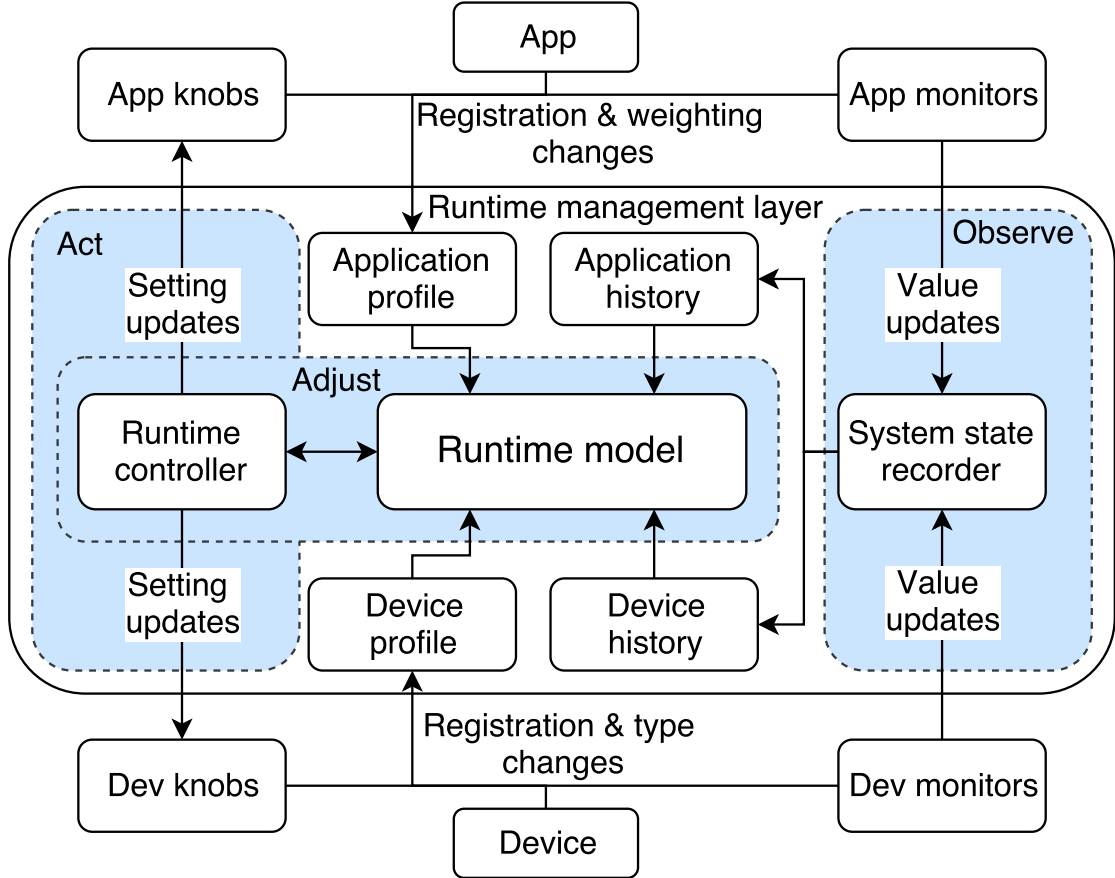 App
App knobs
App monitors
Registration & weighting
changes
Runtime management layer
Act
Observe
Application
profile
Application
history
Setting
updates
Value
updates
Adjust
Runtime
controller
Runtime model
System state
recorder
Setting
updates
Device
profile
Device
history
Value
updates
Registration & type
changes
Dev knobs
Dev monitors
Device